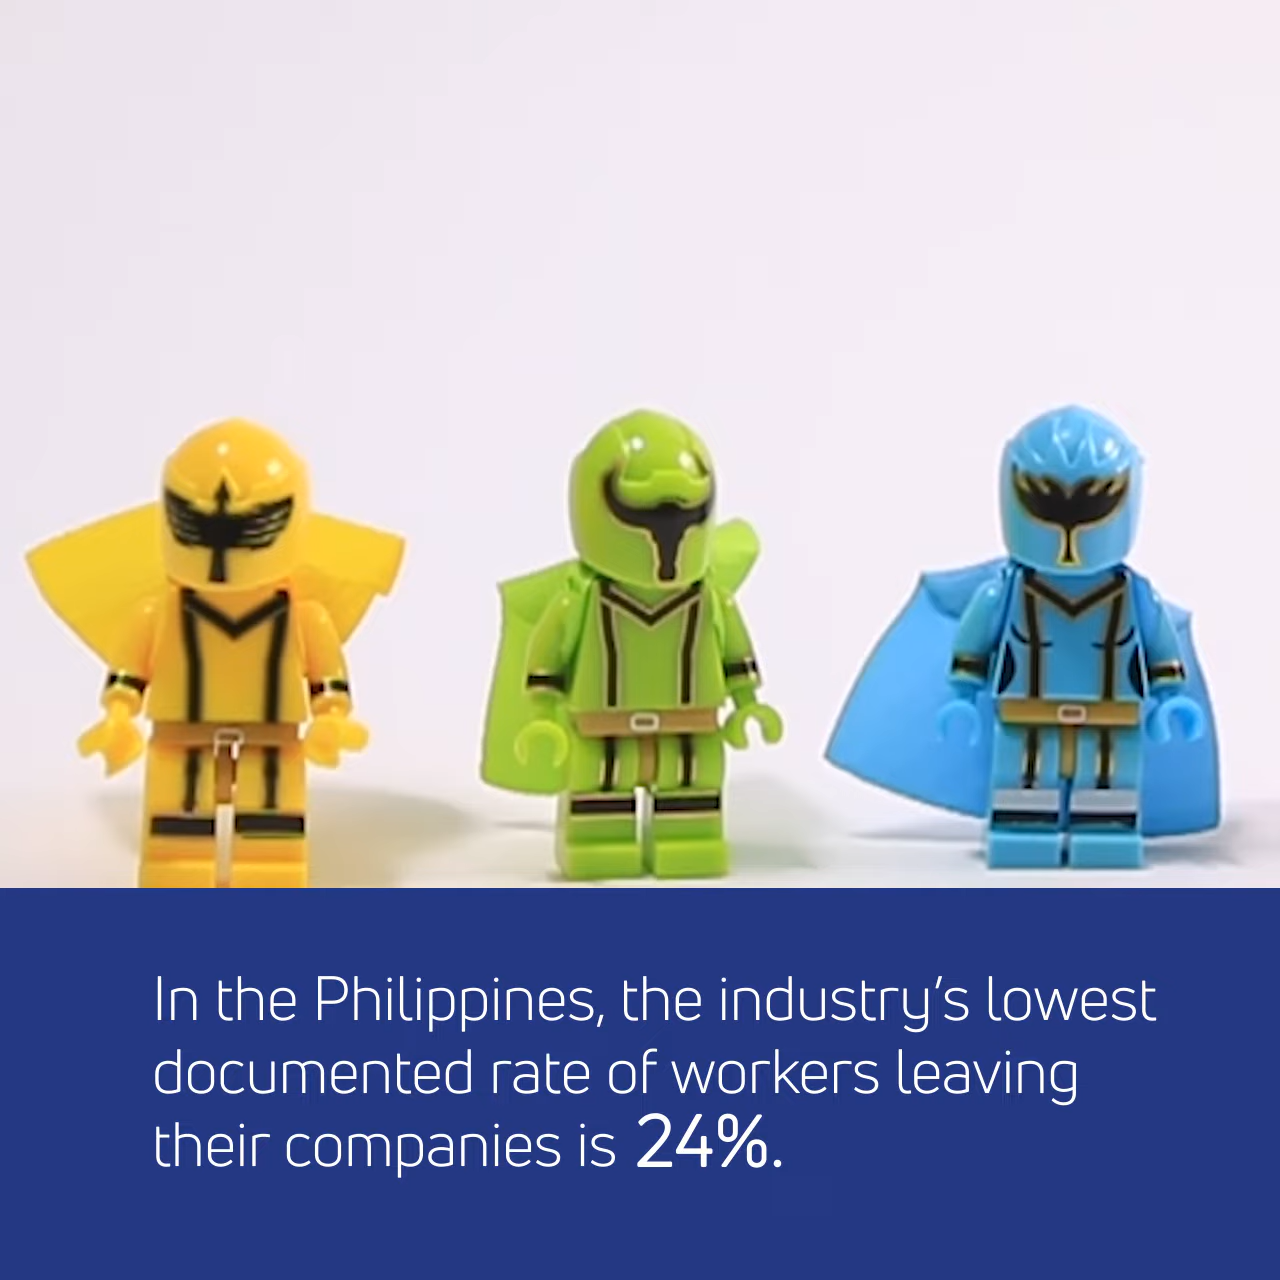 In the Philippines, the industry’s lowest
documented rate of workers leaving
their companies is 24%.